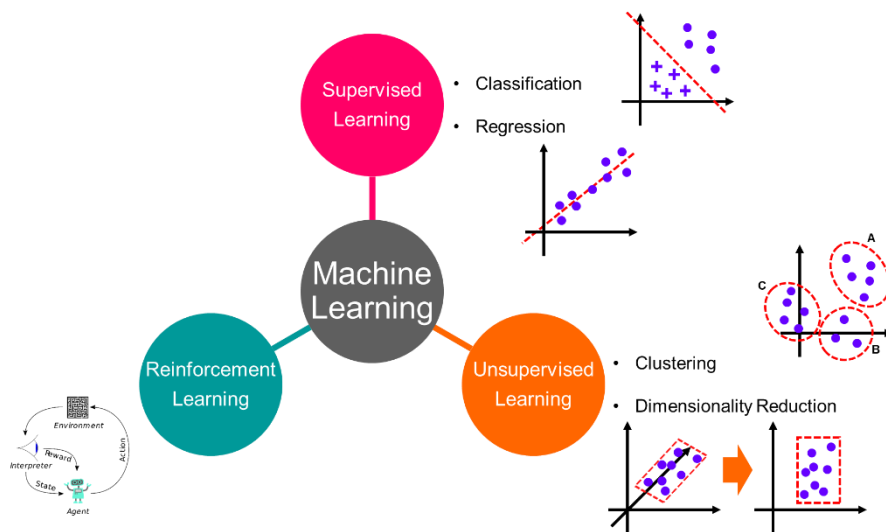 Supervised
Learning
• Classification
• Regression
Machine
Learning
Reinforcement
Learning
Unsupervised
Learning
• Clustering
• Dimensionality Reduction
A
C
B
Environment
Interpreter
Reward
State
Action
Agent